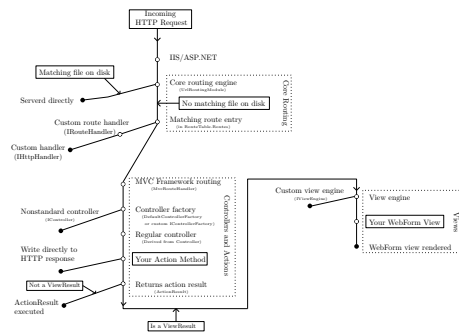 Incoming
HTTP Request
IIS/ASP.NET
Matching file on disk
Core routing engine
(UrlRoutingModule)
Serverd directly
No matching file on disk
Core Routing
Custom route handler
(IRouteHandler)
Matching route entry
(in RouteTable.Routes)
Custom handler
(IHttpHandler)
MVC Framework routing
(MvcRouteHandler)
Custom view engine
(IViewEngine)
View engine
Nonstandard controller
(IController)
Controller factory
(DefaultControllerFactory
or custom IControllerFactory)
Your WebForm View
Views
Regular controller
(Derived from Controller)
Controllers and Actions
Write directly to
HTTP response
Your Action Method
WebForm view rendered
Not a ViewResult
Returns action result
(ActionResult)
ActionResult
executed
Is a ViewResult